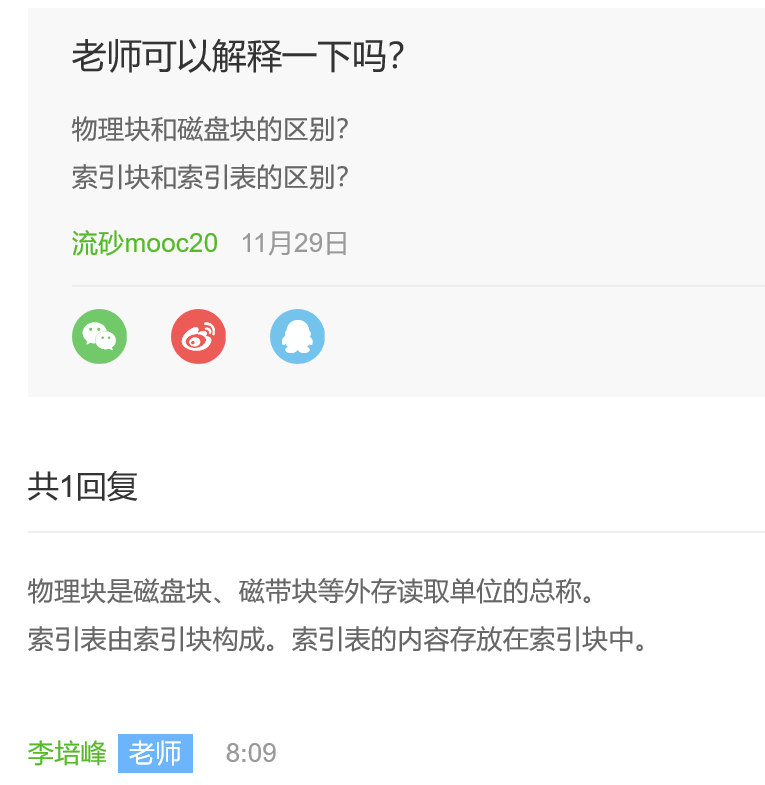 老师可以解释一下吗？
物理块和磁盘块的区别？
索引块和索引表的区别？
流砂mooc20 11月29日
共1回复
物理块是磁盘块、磁带块等外存读取单位的总称。
索引表由索引块构成。索引表的内容存放在索引块中。
李培峰 老师 8:09